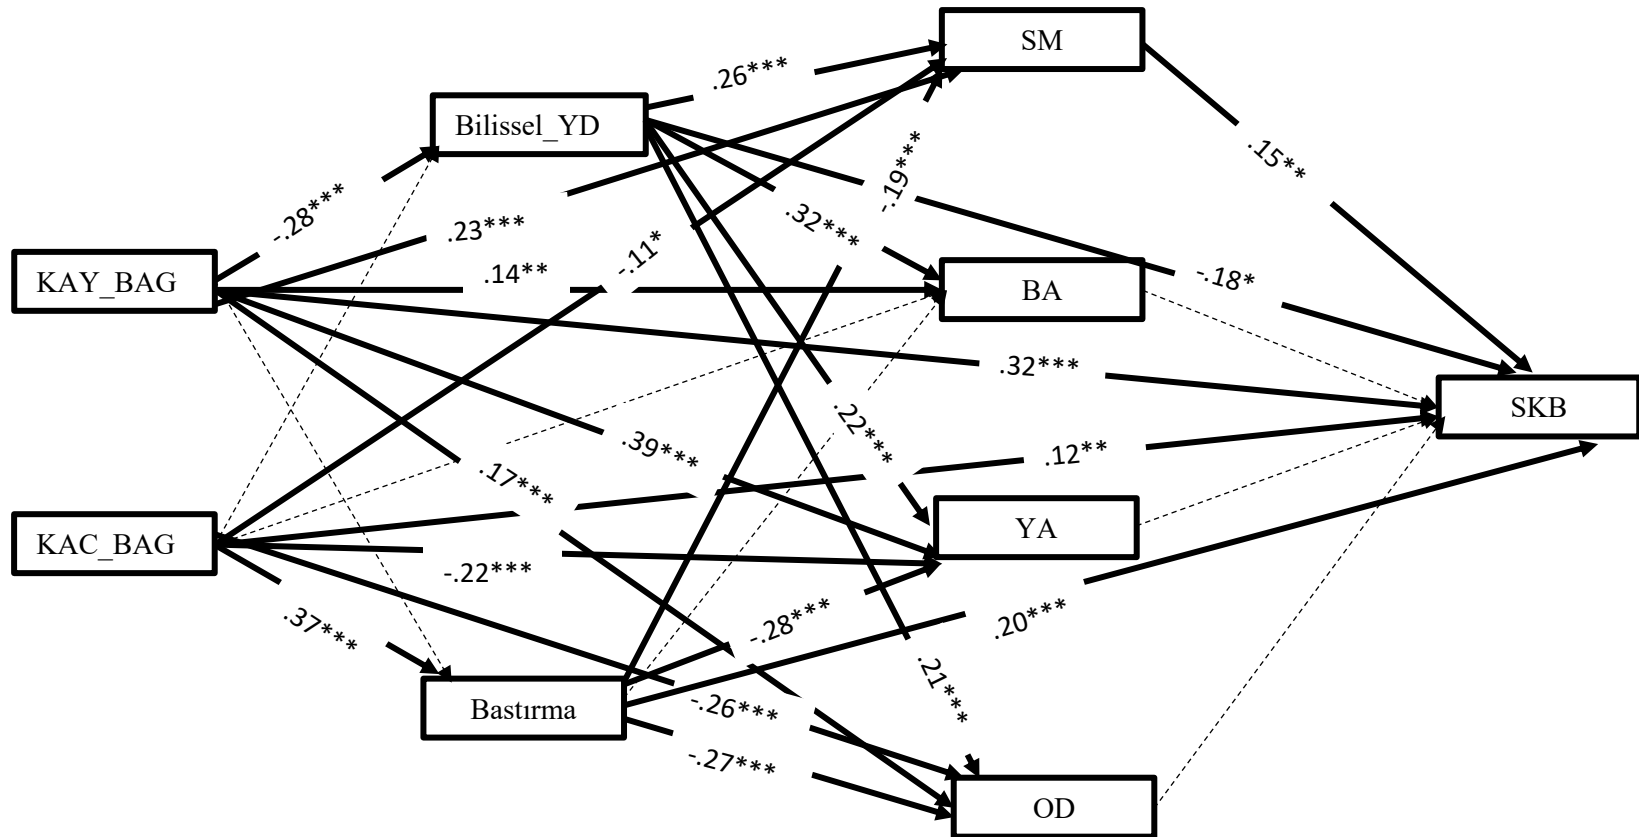 SM
.26***
Bilissel_YD
.15**
-.19***
-.28***
.23***
.32***
-.11*
KAY_BAG
.14**
BA
-.18*
.32***
SKB
.39***
.22***
.12**
.17***
KAC_BAG
YA
-.22***
.37***
-.28***
.20***
Bastırma
-.26***
.21***
-.27***
OD